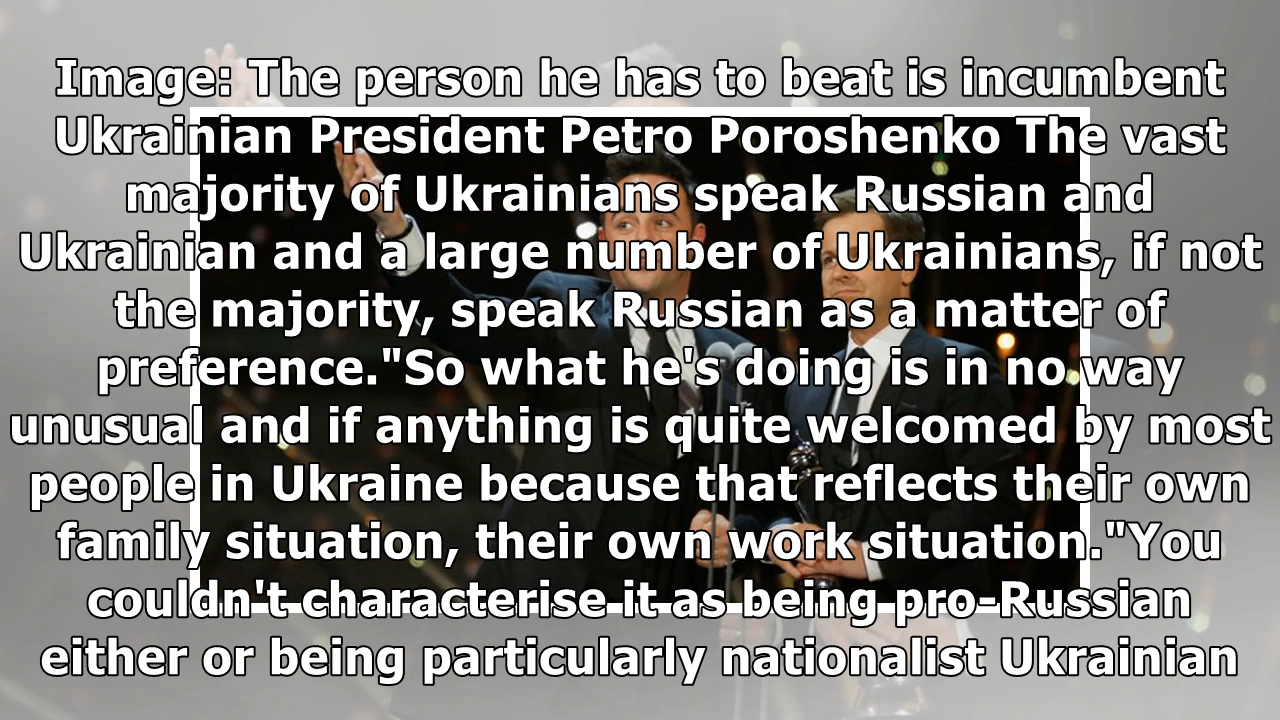 Image: The person he has to beat is incumbent
Ukrainian President Petro Poroshenko The vast
majority of Ukrainians speak Russian and
Ukrainian and a large number of Ukrainians, if not
the majority, speak Russian as a matter of
preference."So what he's doing is in no way
unusual and if anything is quite welcomed by most
people in Ukraine because that reflects their own
family situation, their own work situation."You
couldn't characterise it as being pro-Russian
either or being particularly nationalist Ukrainian